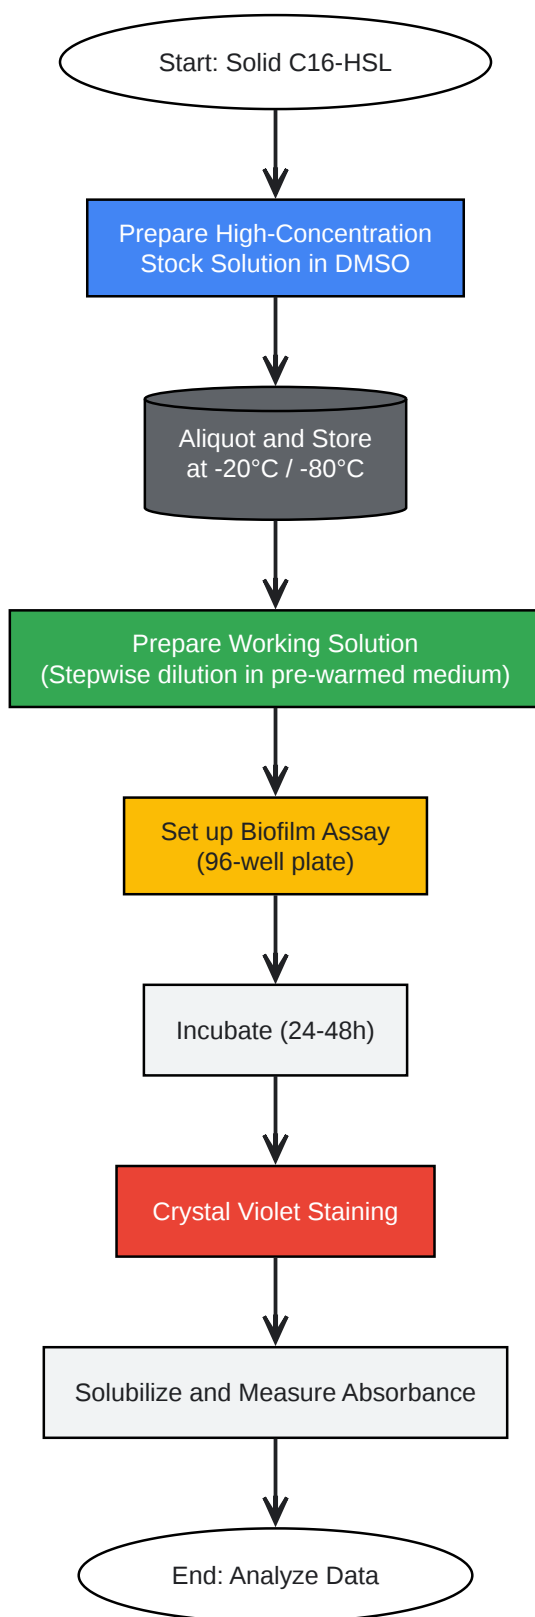 Start: Solid C16-HSL
Prepare High-Concentration
Stock Solution in DMSO
Aliquot and Store
at -20°C / -80°C
Prepare Working Solution
(Stepwise dilution in pre-warmed medium)
Set up Biofilm Assay
(96-well plate)
Incubate (24-48h)
Crystal Violet Staining
Solubilize and Measure Absorbance
End: Analyze Data